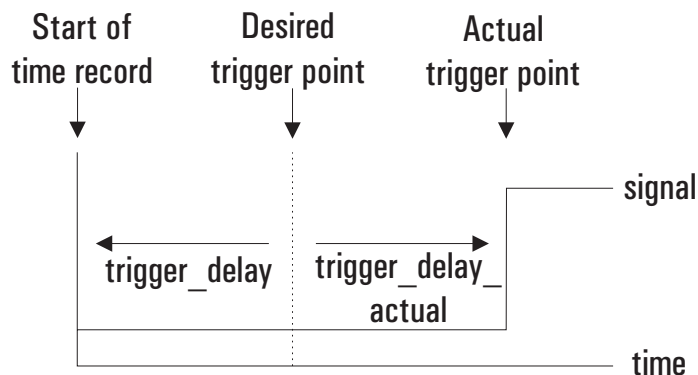 Start of
time record
Desired
trigger point
Actual
trigger point
signal
trigger_delay
trigger_delay_
actual
time